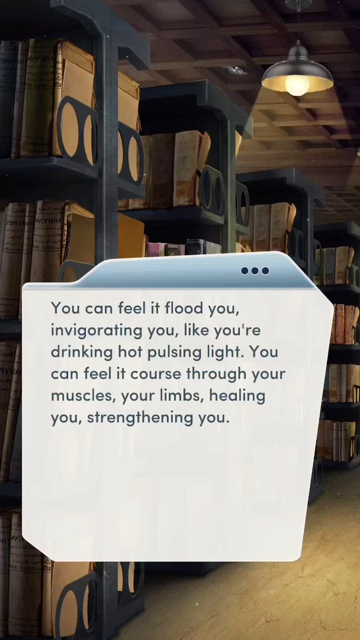 You can feel it flood you,
invigorating you, like you're
drinking hot pulsing light. You
can feel it course through your
muscles, your limbs, healing
you, strengthening you.